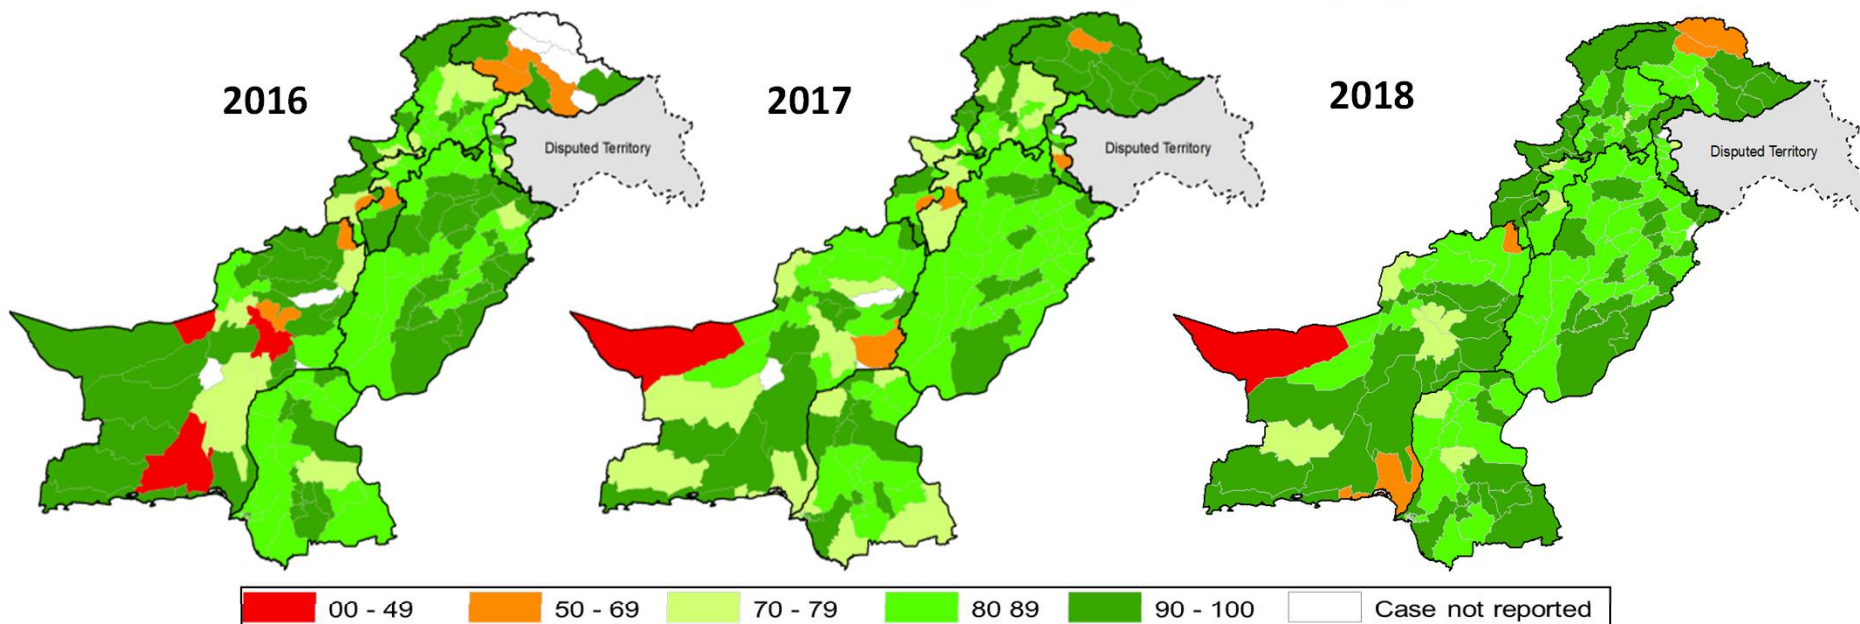 2016
2017
2018
Disputed Territory
Disputed Territory
Disputed Territory
00 - 49
50 - 69
70 - 79
80 89
90 - 100
Case not reported